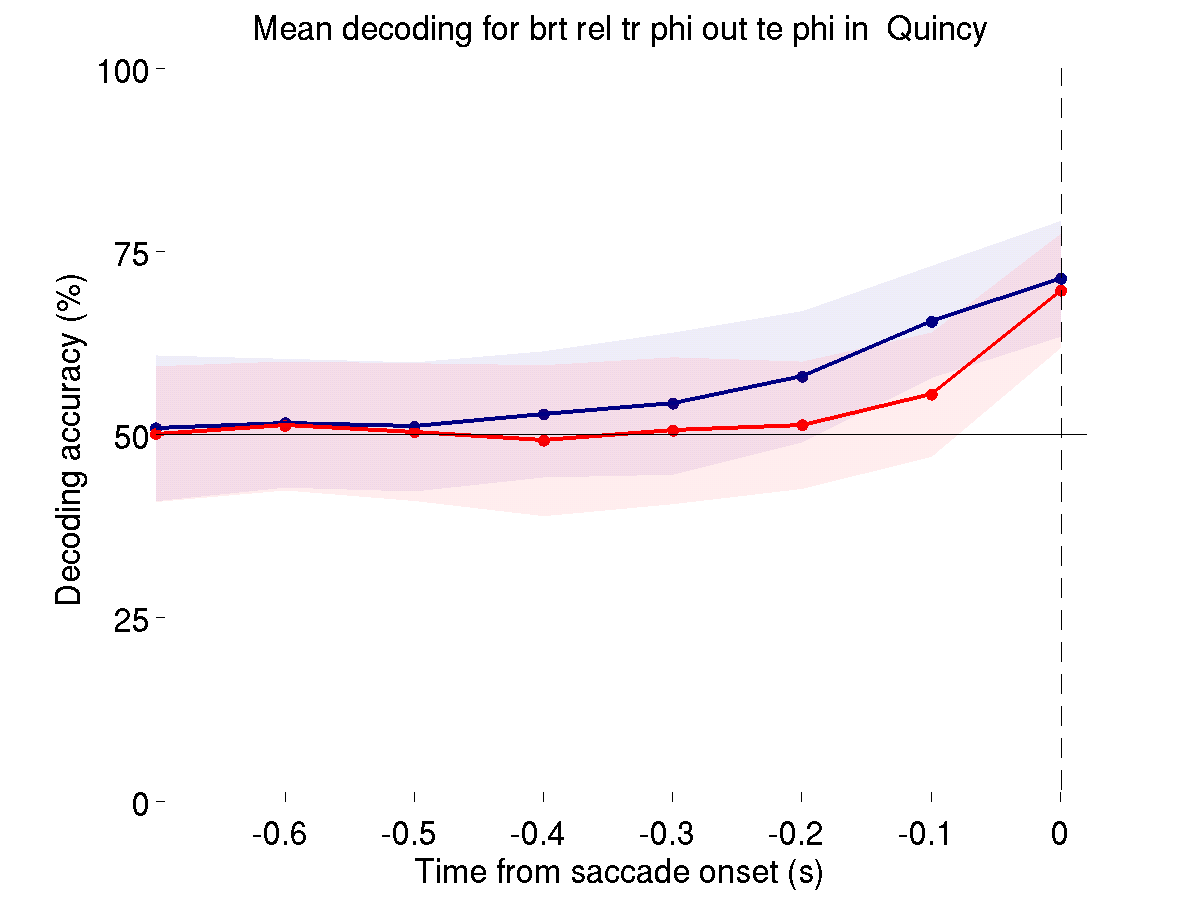 Mean decoding for brt rel tr phi out te phi in  Quincy
100
75
50
25
0
Decoding accuracy (%)
-0.6 -0.5 -0.4 -0.3 -0.2 -0.1 0
Time from saccade onset (s)